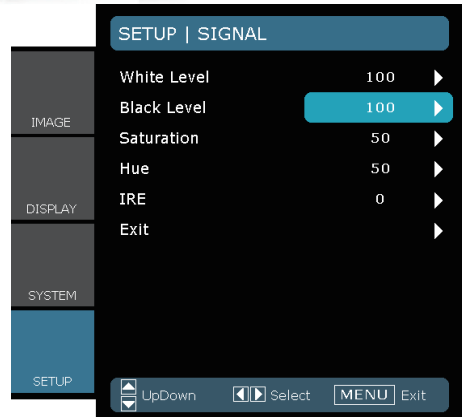 SETUP | SIGNAL
IMAGE
DISPLAY
SYSTEM
SETUP
White Level 100
Black Level 100
Saturation 50
Hue 50
IRE 0
Exit
UpDown Select MENU Exit